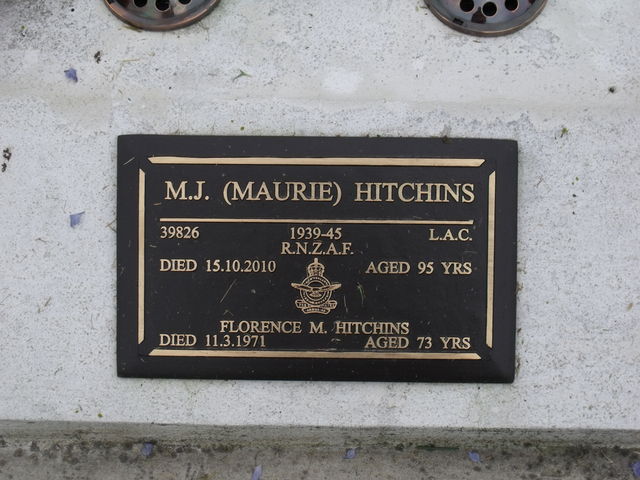 M.J. (MAURIE) HITCHINS
39826 1939-45 L.A.C.
R.N.Z.A.F.
DIED 15.10.2010 AGED 95 YRS
FLORENCE M. HITCHINS
DIED 11.3.1971 AGED 73 YRS